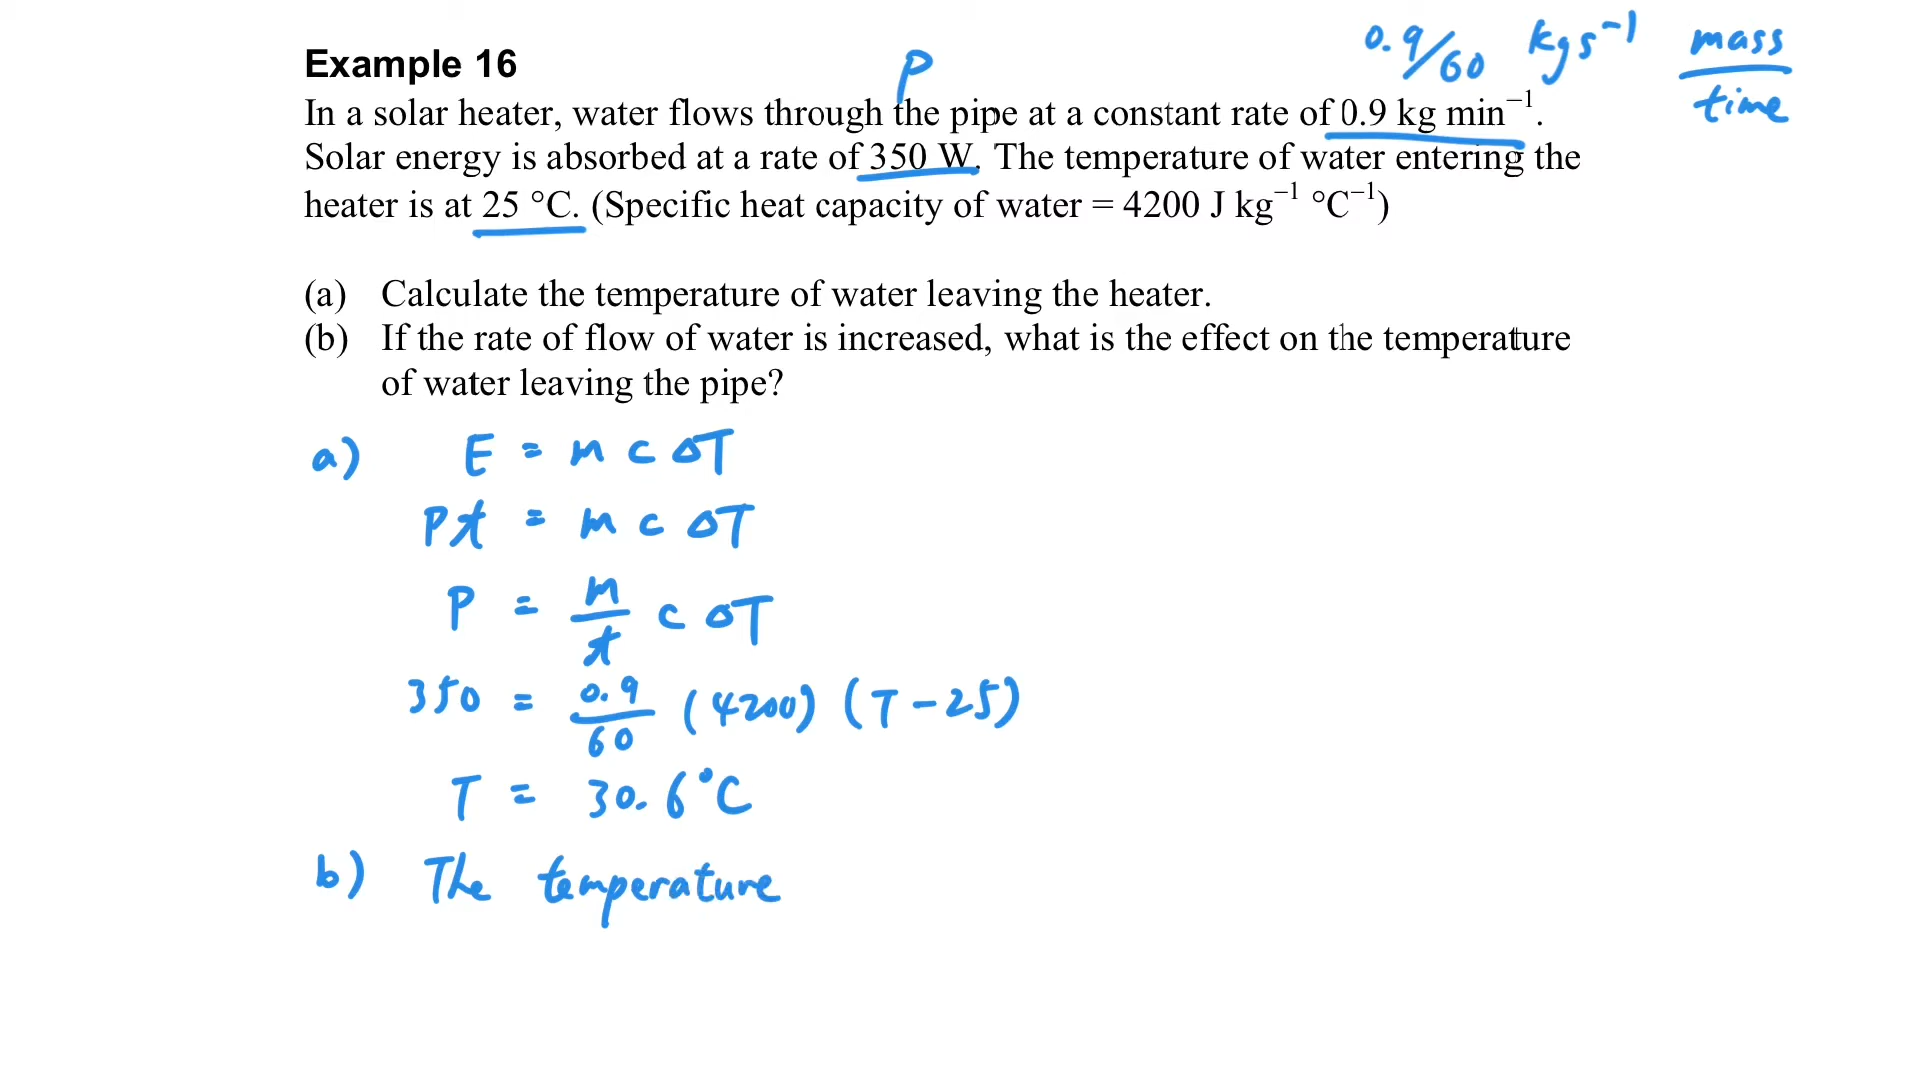 0.9/60 kg s⁻¹ mass/time
Example 16
P
In a solar heater, water flows through the pipe at a constant rate of 0.9 kg min⁻¹.
Solar energy is absorbed at a rate of 350 W. The temperature of water entering the
heater is at 25 °C. (Specific heat capacity of water = 4200 J kg⁻¹ °C⁻¹)
(a) Calculate the temperature of water leaving the heater.
(b) If the rate of flow of water is increased, what is the effect on the temperature
of water leaving the pipe?
a) E = m c ΔT
Pt = m c ΔT
P = m/t c ΔT
350 = 0.9/60 (4200) (T - 25)
T = 30.6°C
b) The temperature